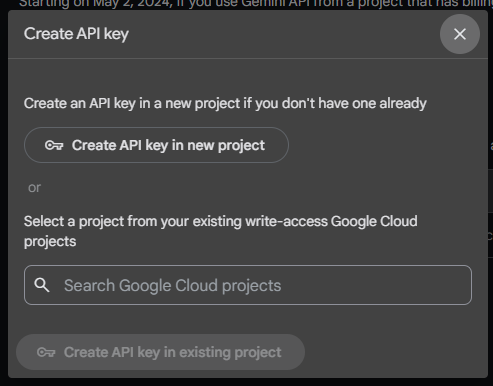 Starting on May 2, 2024, if you use Gemini API from a project that has billing
Create API key
Create an API key in a new project if you don't have one already
Create API key in new project
or
Select a project from your existing write-access Google Cloud
projects
Search Google Cloud projects
Create API key in existing project